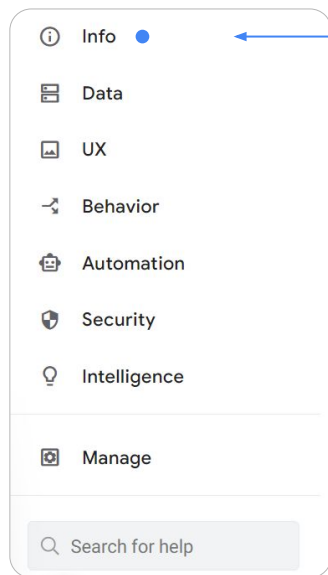 Info
Data
UX
Behavior
Automation
Security
Intelligence
Manage
Search for help